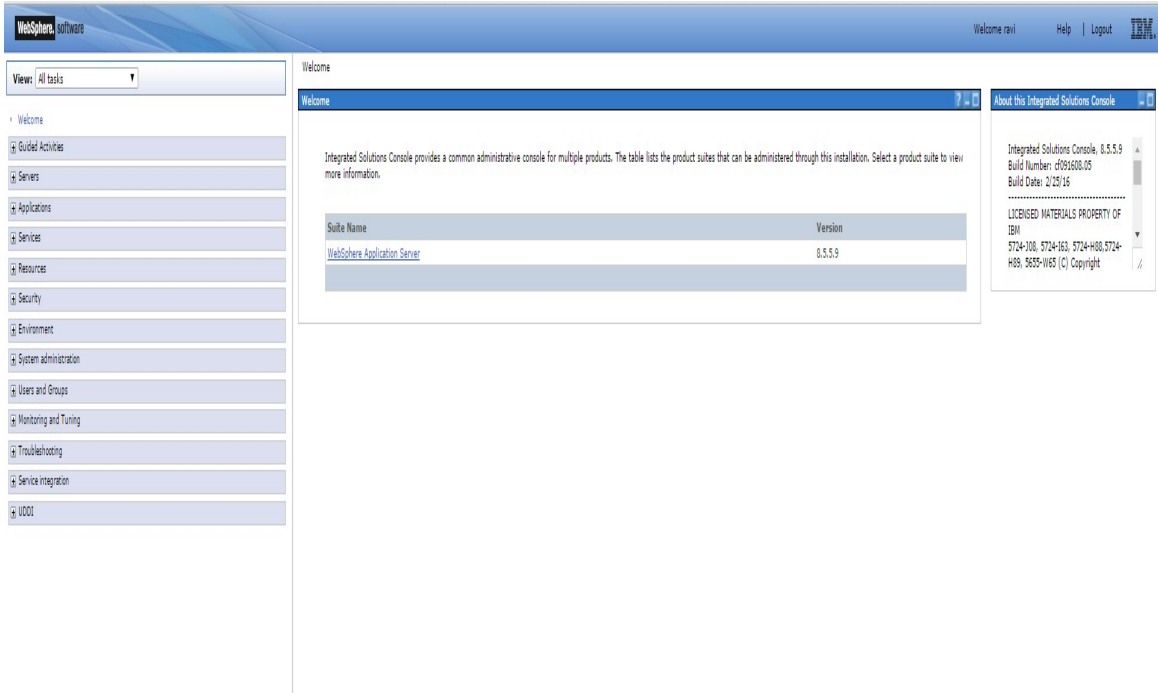 WebSphere. software
Welcome ravi Help | Logout IBM.
View: All tasks
Welcome
Guided Activities
Servers
Applications
Services
Resources
Security
Environment
System administration
Users and Groups
Monitoring and Tuning
Troubleshooting
Service integration
UDDI
Welcome
Welcome ?
Integrated Solutions Console provides a common administrative console for multiple products. The table lists the product suites that can be administered through this installation. Select a product suite to view
more information.
Suite Name Version
WebSphere Application Server 8.5.5.9
About this Integrated Solutions Console
Integrated Solutions Console, 8.5.5.9
Build Number: cf091608.05
Build Date: 2/25/16
----------------------------------
LICENSED MATERIALS PROPERTY OF
IBM
5724-J08, 5724-I63, 5724-H88,5724-
H89, 5655-W65 (C) Copyright